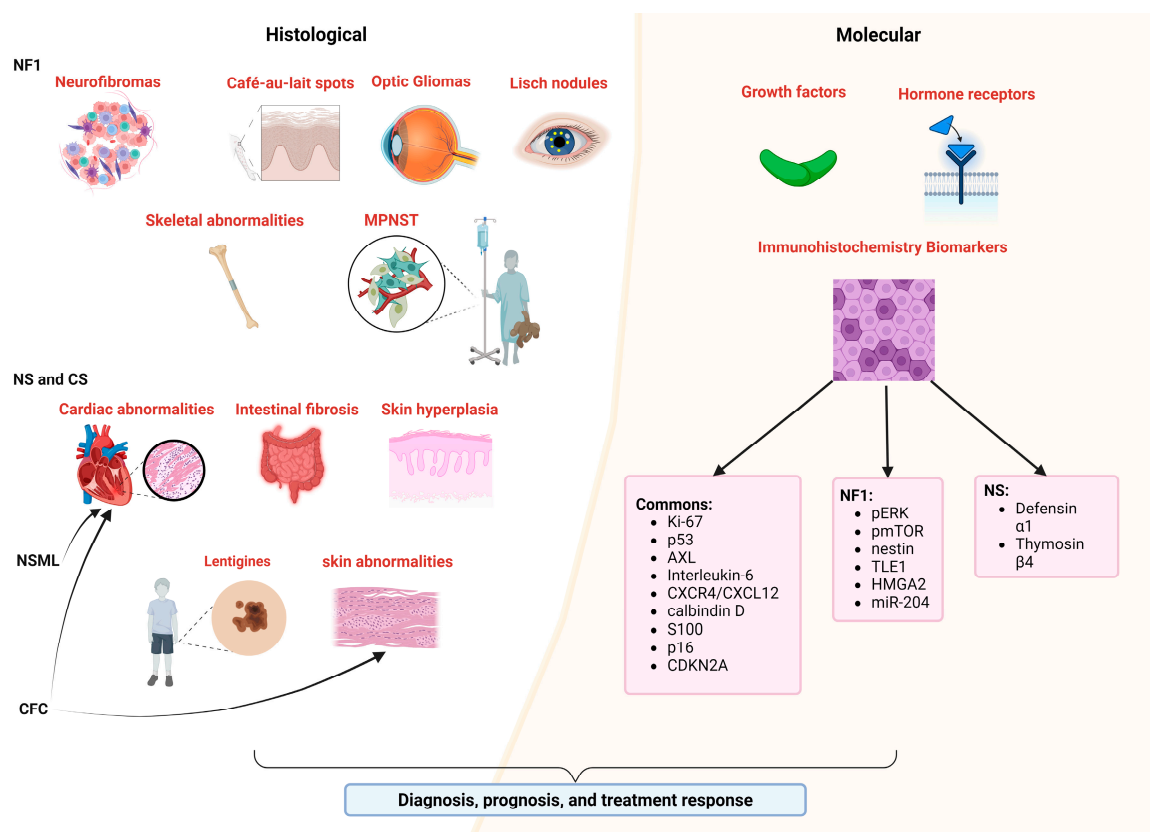 Histological
Molecular
NF1
Neurofibromas
Café-au-lait spots
Optic Gliomas
Lisch nodules
Growth factors
Hormone receptors
Skeletal abnormalities
MPNST
Immunohistochemistry Biomarkers
NS and CS
Cardiac abnormalities
Intestinal fibrosis
Skin hyperplasia
Commons:
• Ki-67
• p53
• AXL
• Interleukin-6
• CXCR4/CXCL12
• calbindin D
• S100
• p16
• CDKN2A
NF1:
• pERK
• pmTOR
• nestin
• TLE1
• HMGA2
• miR-204
NS:
• Defensin
α1
• Thymosin
β4
NSML
Lentigines
skin abnormalities
CFC
Diagnosis, prognosis, and treatment response